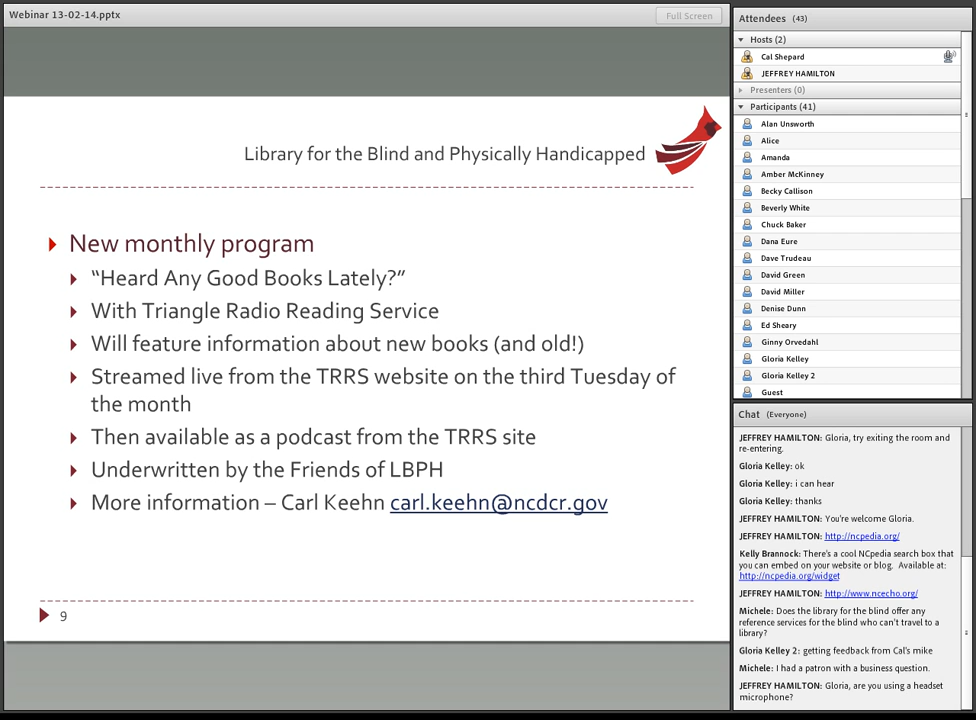 Webinar 13-02-14.pptx
Full Screen
Library for the Blind and Physically Handicapped
New monthly program
“Heard Any Good Books Lately?”
With Triangle Radio Reading Service
Will feature information about new books (and old!)
Streamed live from the TRRS website on the third Tuesday of
the month
Then available as a podcast from the TRRS site
Underwritten by the Friends of LBPH
More information – Carl Keehn carl.keehn@ncdcr.gov
9
Attendees (43)
Hosts (2)
Cal Shepard
JEFFREY HAMILTON
Presenters (0)
Participants (41)
Alan Unsworth
Alice
Amanda
Amber McKinney
Becky Callison
Beverly White
Chuck Baker
Dana Eure
Dave Trudeau
David Green
David Miller
Denise Dunn
Ed Sheary
Ginny Orvedahl
Gloria Kelley
Gloria Kelley 2
Guest
Chat (Everyone)
JEFFREY HAMILTON: Gloria, try exiting the room and
re-entering.
Gloria Kelley: ok
Gloria Kelley: i can hear
Gloria Kelley: thanks
JEFFREY HAMILTON: You're welcome Gloria.
JEFFREY HAMILTON: http://ncpedia.org/
Kelly Brannock: There's a cool NCpedia search box that
you can embed on your website or blog. Available at:
http://ncpedia.org/widget
JEFFREY HAMILTON: http://www.ncecho.org/
Michele: Does the library for the blind offer any
reference services for the blind who can't travel to a
library?
Gloria Kelley 2: getting feedback from Cal's mike
Michele: I had a patron with a business question.
JEFFREY HAMILTON: Gloria, are you using a headset
microphone?